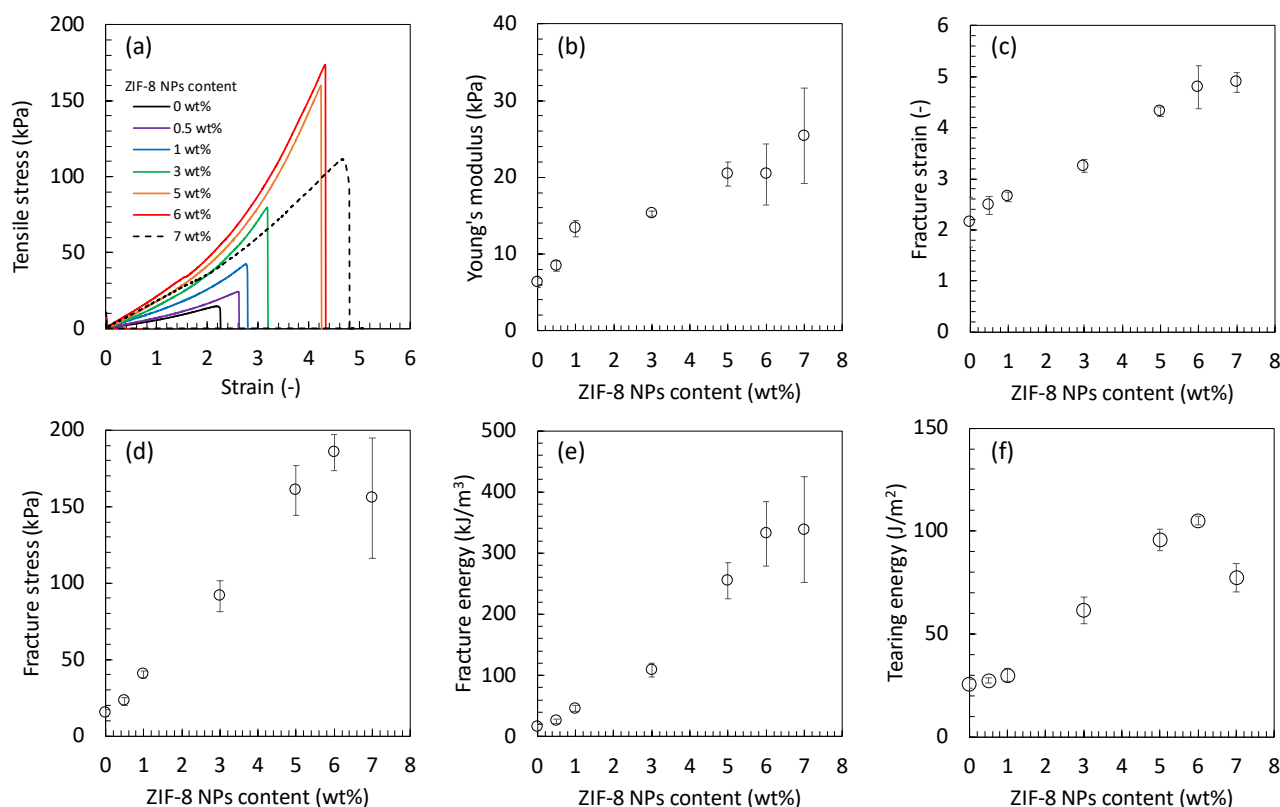 (a)
ZIF-8 NPs content
0 wt%
0.5 wt%
1 wt%
3 wt%
5 wt%
6 wt%
7 wt%
200
150
100
50
0
Tensile stress (kPa)
0 1 2 3 4 5 6
Strain (-)
(b)
40
30
20
10
0
Young's modulus (kPa)
0 1 2 3 4 5 6 7 8
ZIF-8 NPs content (wt%)
(c)
6
5
4
3
2
1
0
Fracture strain (-)
0 1 2 3 4 5 6 7 8
ZIF-8 NPs content (wt%)
(d)
200
150
100
50
0
Fracture stress (kPa)
0 1 2 3 4 5 6 7 8
ZIF-8 NPs content (wt%)
(e)
500
400
300
200
100
0
Fracture energy (kJ/m³)
0 1 2 3 4 5 6 7 8
ZIF-8 NPs content (wt%)
(f)
150
100
50
0
Tearing energy (J/m²)
0 1 2 3 4 5 6 7 8
ZIF-8 NPs content (wt%)